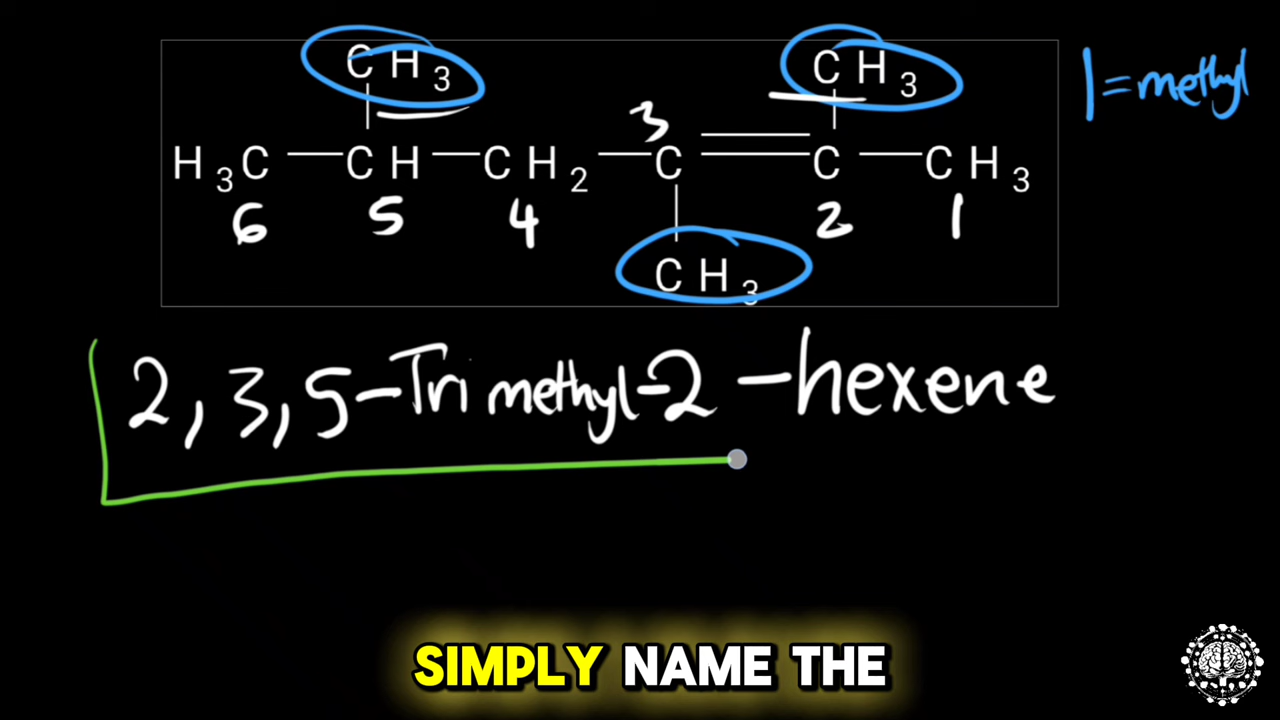 CH3 CH3 1=methyl
3
H3C — CH — CH2 — C = C — CH3
6 5 4 2 1
CH3
2,3,5-Trimethyl-2-hexene
SIMPLY NAME THE